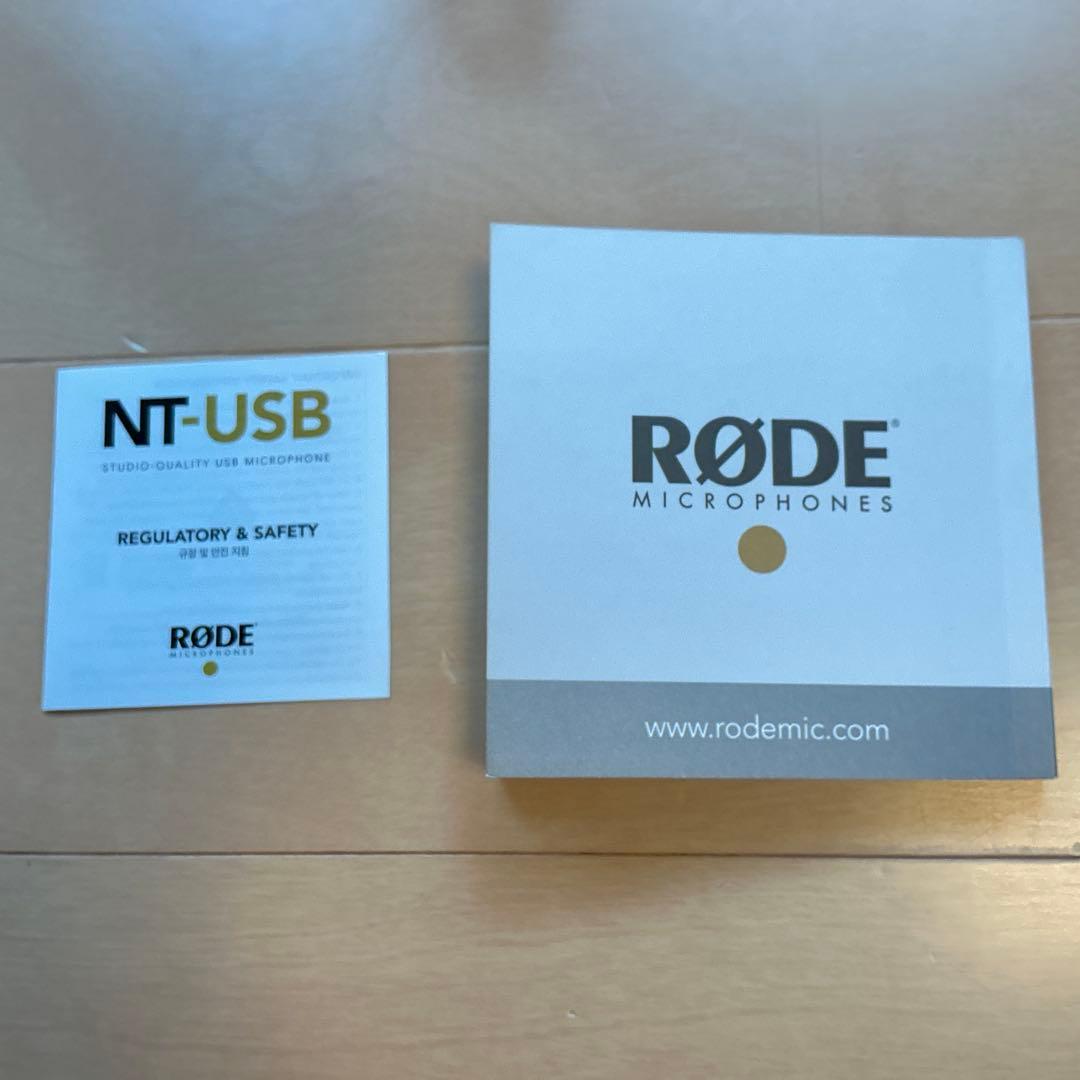 NT-USB
STUDIO-QUALITY USB MICROPHONE
REGULATORY & SAFETY
규정 및 안전 지침
RØDE
MICROPHONES
RØDE®
MICROPHONES
www.rodemic.com